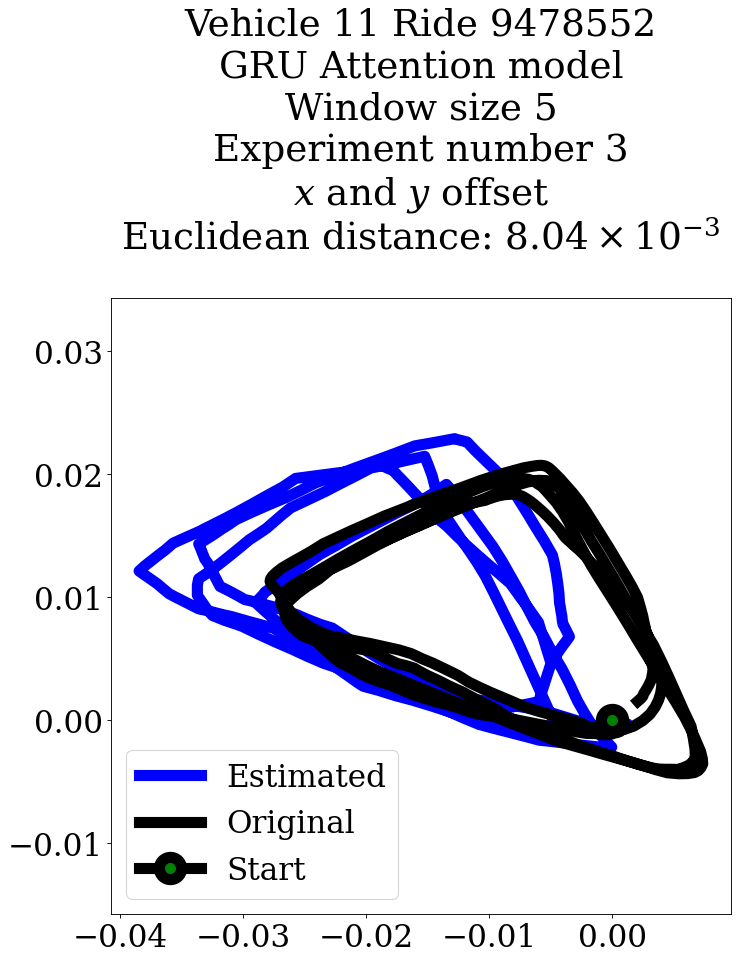 Vehicle 11 Ride 9478552
GRU Attention model
Window size 5
Experiment number 3
x and y offset
Euclidean distance: 8.04 × 10⁻³
0.03
0.02
0.01
0.00
−0.01
Estimated
Original
Start
−0.04 −0.03 −0.02 −0.01 0.00